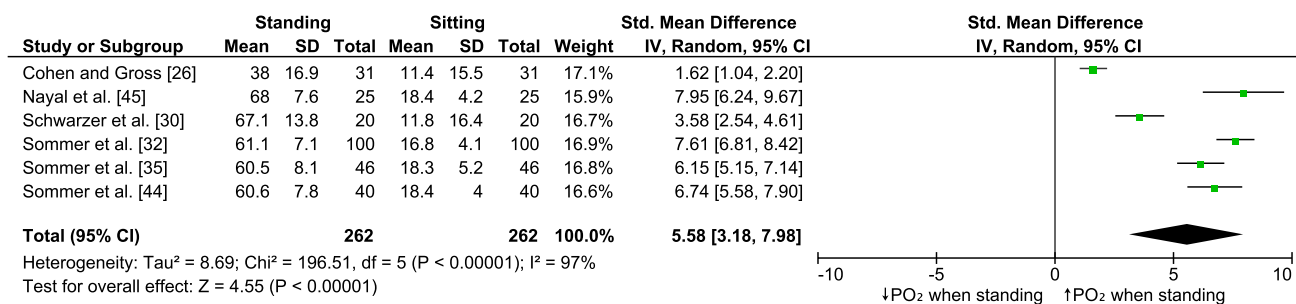 Standing Sitting Std. Mean Difference Std. Mean Difference
Study or Subgroup Mean SD Total Mean SD Total Weight IV, Random, 95% CI IV, Random, 95% CI
Cohen and Gross [26] 38 16.9 31 11.4 15.5 31 17.1% 1.62 [1.04, 2.20]
Nayal et al. [45] 68 7.6 25 18.4 4.2 25 15.9% 7.95 [6.24, 9.67]
Schwarzer et al. [30] 67.1 13.8 20 11.8 16.4 20 16.7% 3.58 [2.54, 4.61]
Sommer et al. [32] 61.1 7.1 100 16.8 4.1 100 16.9% 7.61 [6.81, 8.42]
Sommer et al. [35] 60.5 8.1 46 18.3 5.2 46 16.8% 6.15 [5.15, 7.14]
Sommer et al. [44] 60.6 7.8 40 18.4 4 40 16.6% 6.74 [5.58, 7.90]
Total (95% CI) 262 262 100.0% 5.58 [3.18, 7.98]
Heterogeneity: Tau² = 8.69; Chi² = 196.51, df = 5 (P < 0.00001); I² = 97%
Test for overall effect: Z = 4.55 (P < 0.00001)
-10 -5 0 5 10
↓PO₂ when standing ↑PO₂ when standing